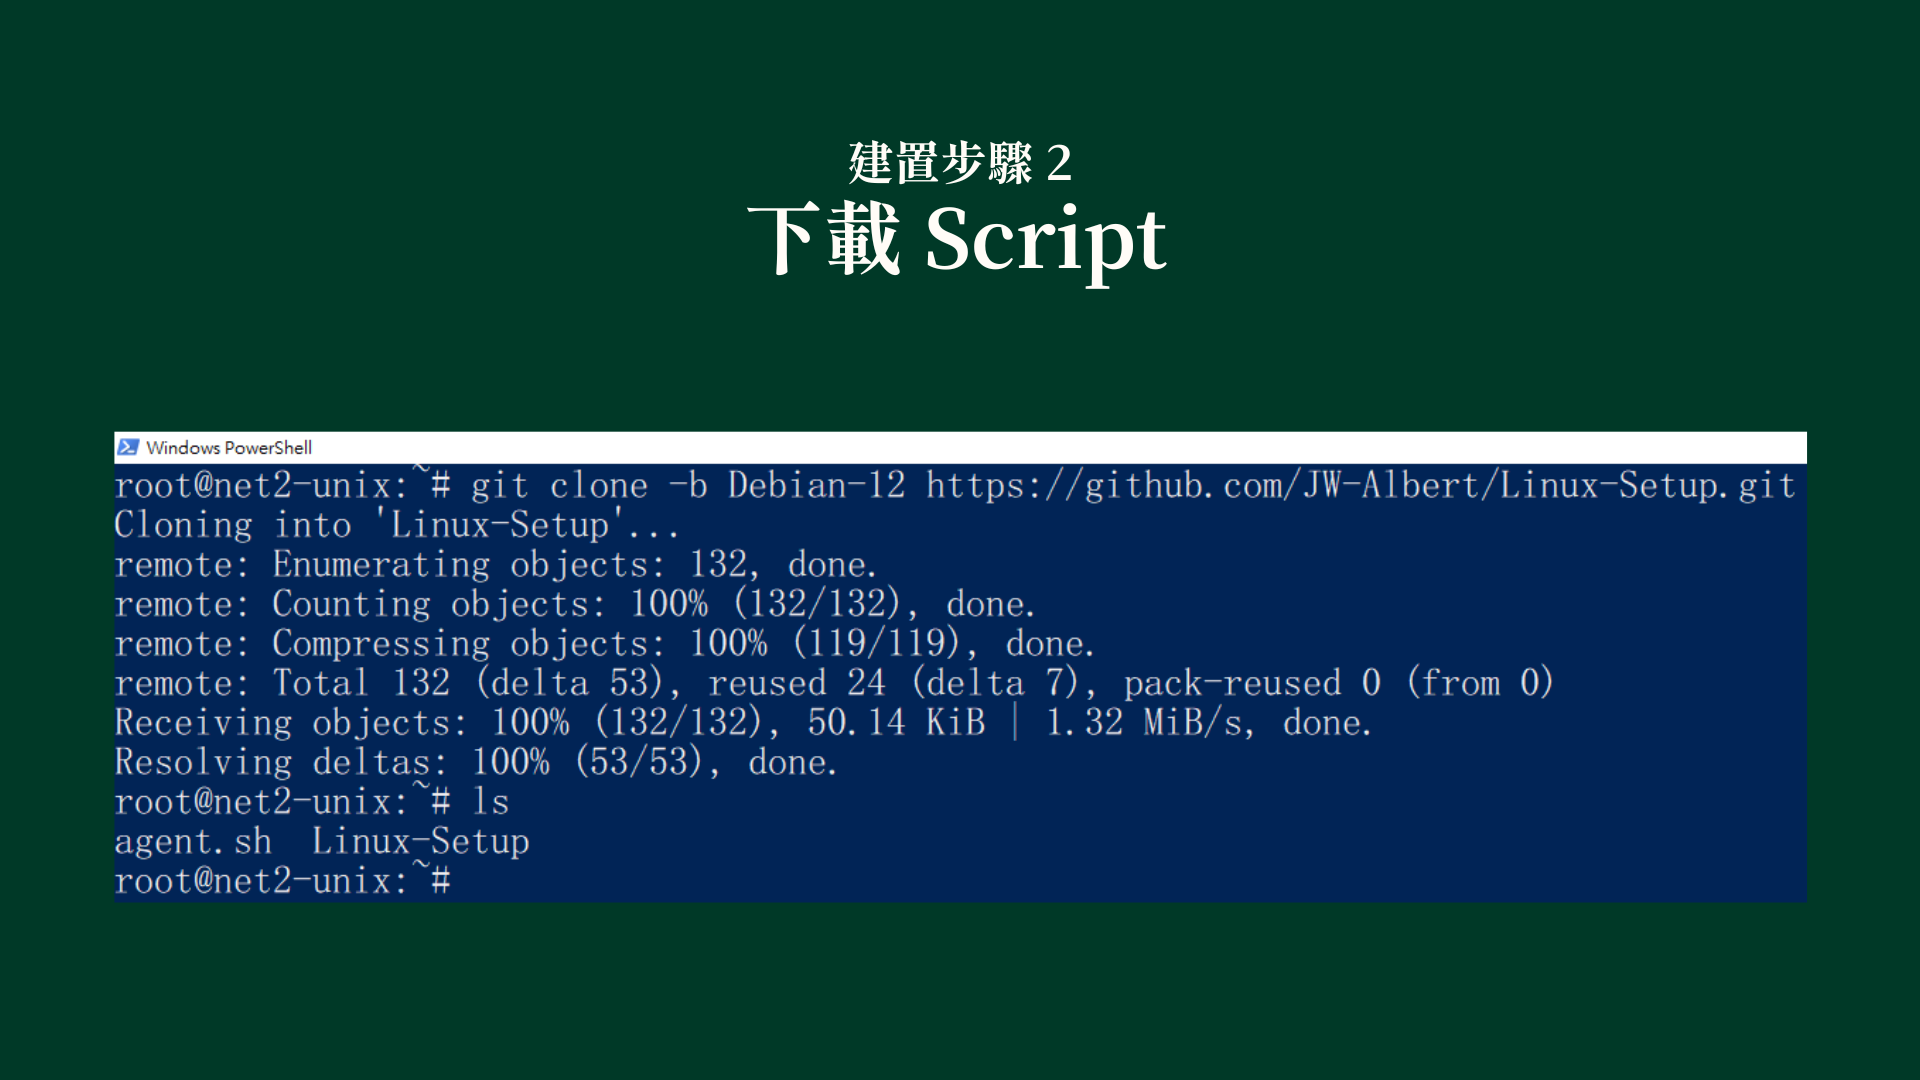 建置步驟 2
下載 Script
Windows PowerShell
root@net2-unix:~# git clone -b Debian-12 https://github.com/JW-Albert/Linux-Setup.git
Cloning into 'Linux-Setup'...
remote: Enumerating objects: 132, done.
remote: Counting objects: 100% (132/132), done.
remote: Compressing objects: 100% (119/119), done.
remote: Total 132 (delta 53), reused 24 (delta 7), pack-reused 0 (from 0)
Receiving objects: 100% (132/132), 50.14 KiB | 1.32 MiB/s, done.
Resolving deltas: 100% (53/53), done.
root@net2-unix:~# ls
agent.sh  Linux-Setup
root@net2-unix:~#